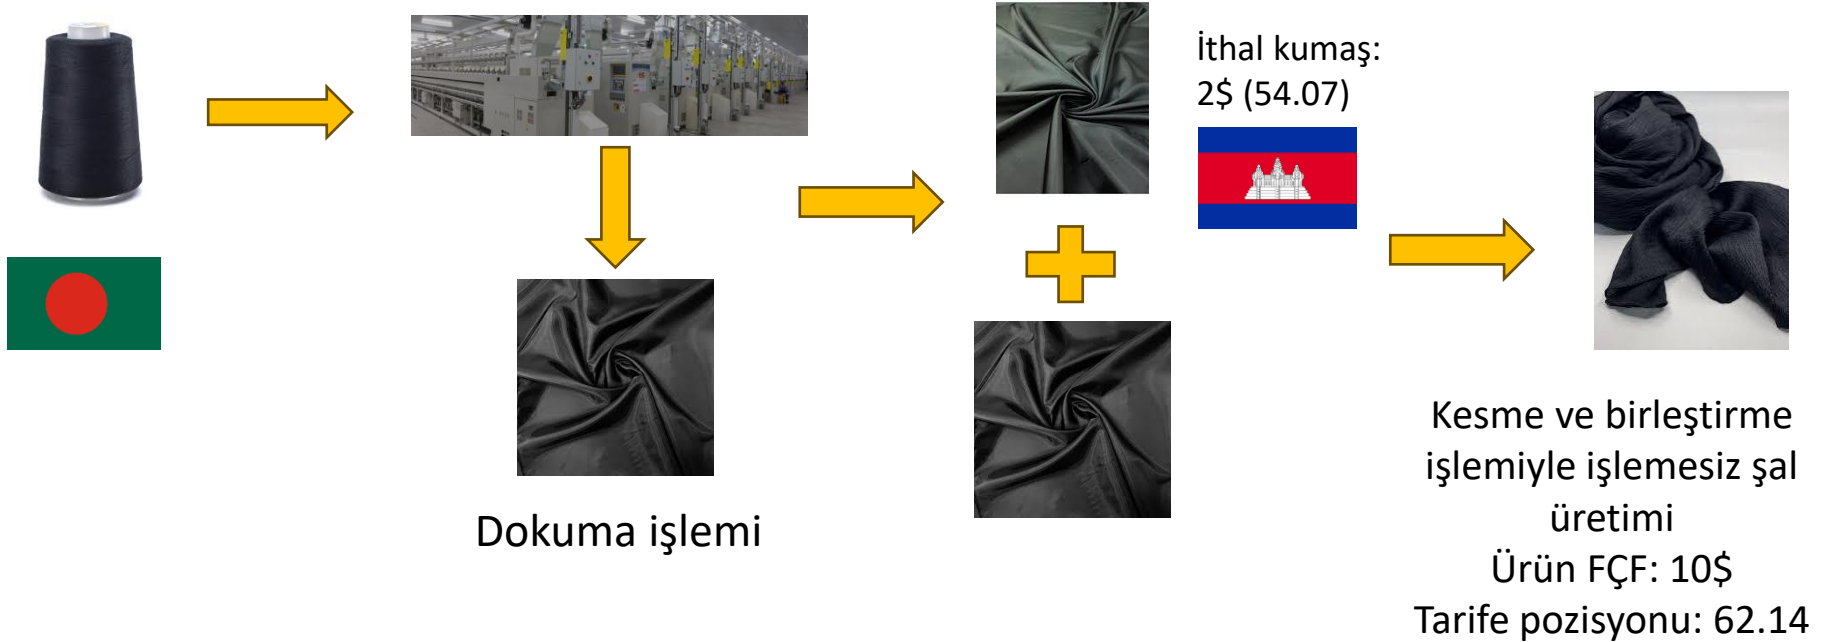 İthal kumaş:
2$ (54.07)
Dokuma işlemi
Kesme ve birleştirme
işlemiyle işlemesiz şal
üretimi
Ürün FÇF: 10$
Tarife pozisyonu: 62.14